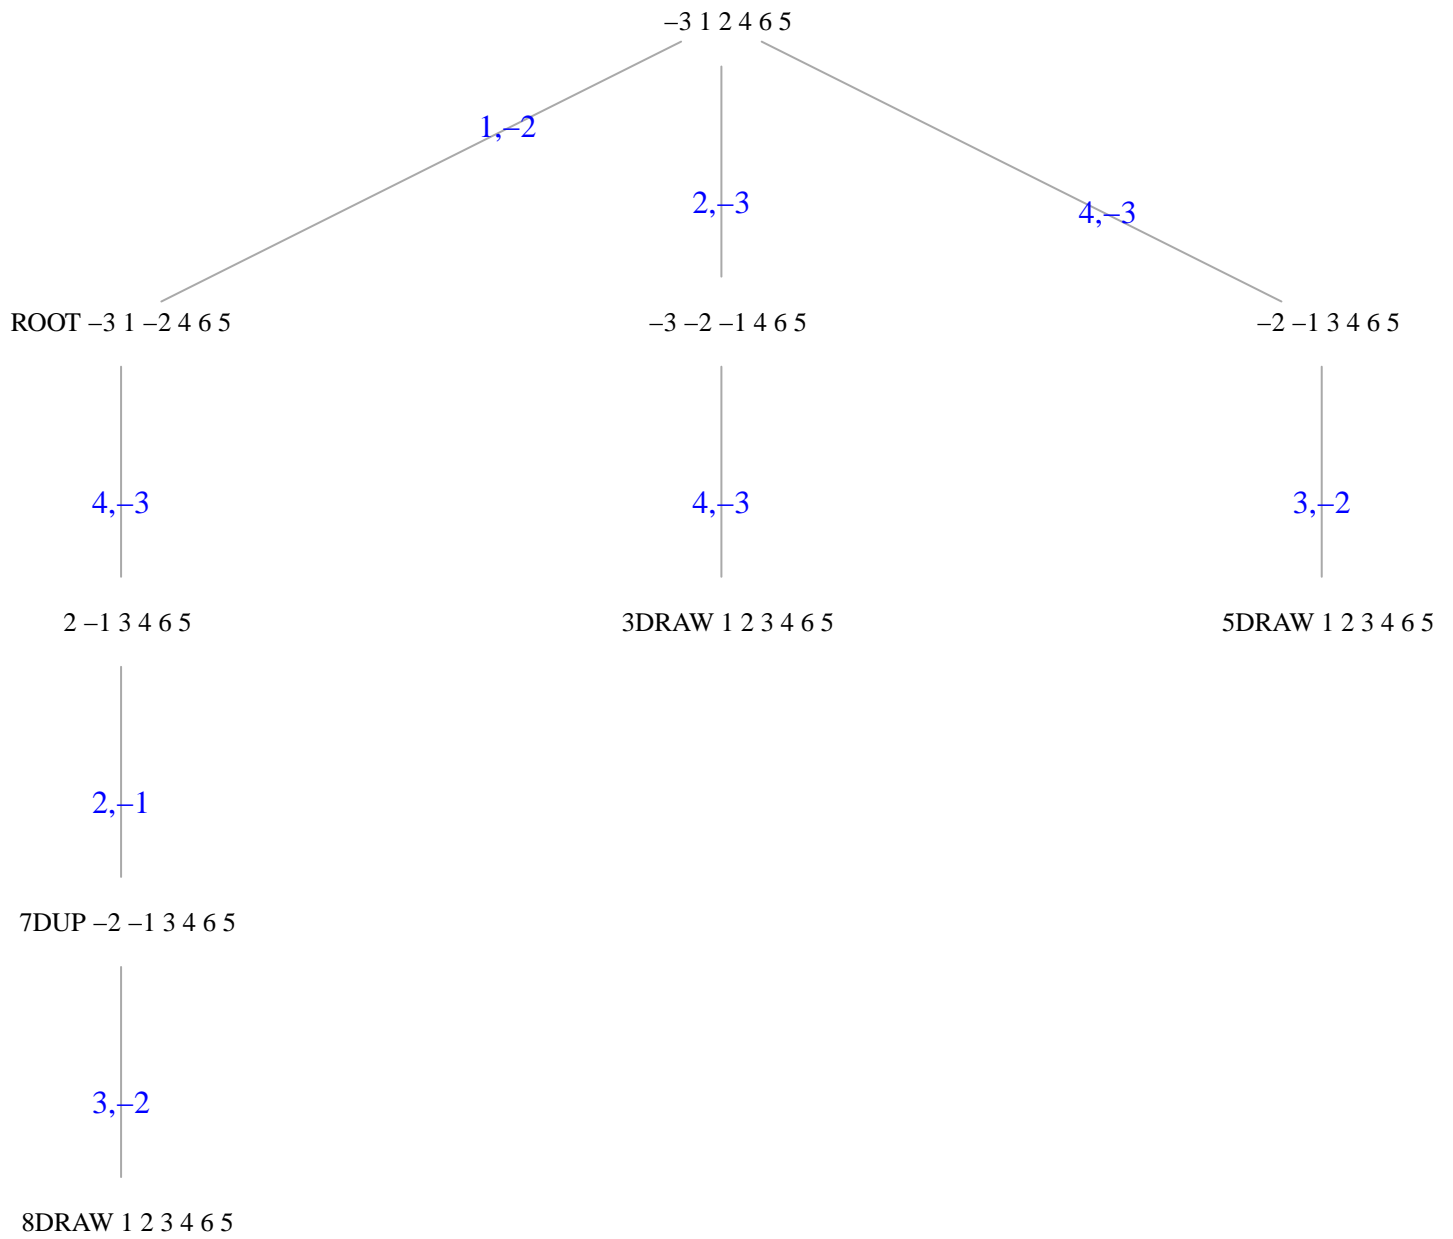 –3 1 2 4 6 5
1,–2
2,–3
4,–3
ROOT –3 1 –2 4 6 5
–3 –2 –1 4 6 5
–2 –1 3 4 6 5
4,–3
4,–3
3,–2
2 –1 3 4 6 5
3DRAW 1 2 3 4 6 5
5DRAW 1 2 3 4 6 5
2,–1
7DUP –2 –1 3 4 6 5
3,–2
8DRAW 1 2 3 4 6 5